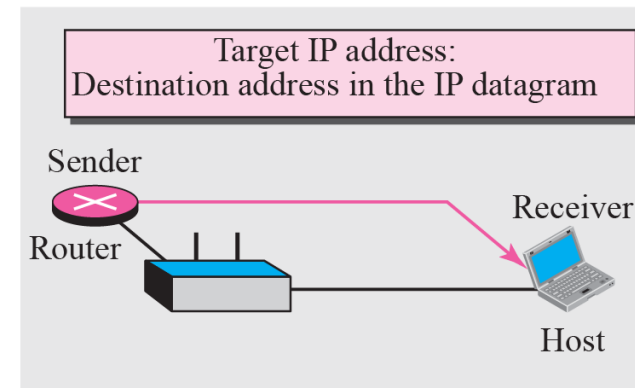 Target IP address:
Destination address in the IP datagram
Sender
Receiver
Router
Host